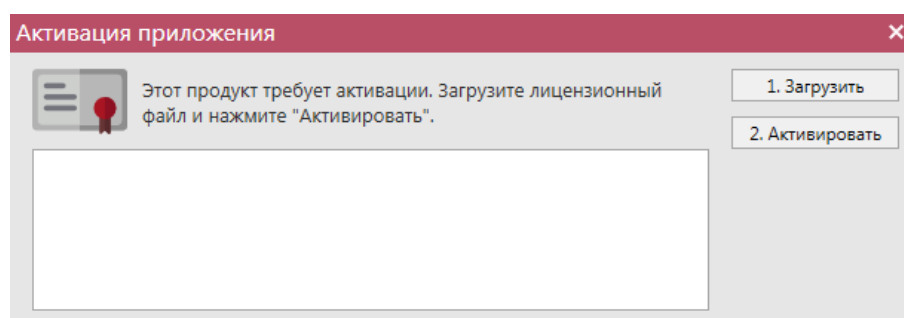 Активация приложения
Этот продукт требует активации. Загрузите лицензионный
файл и нажмите "Активировать".
1. Загрузить
2. Активировать